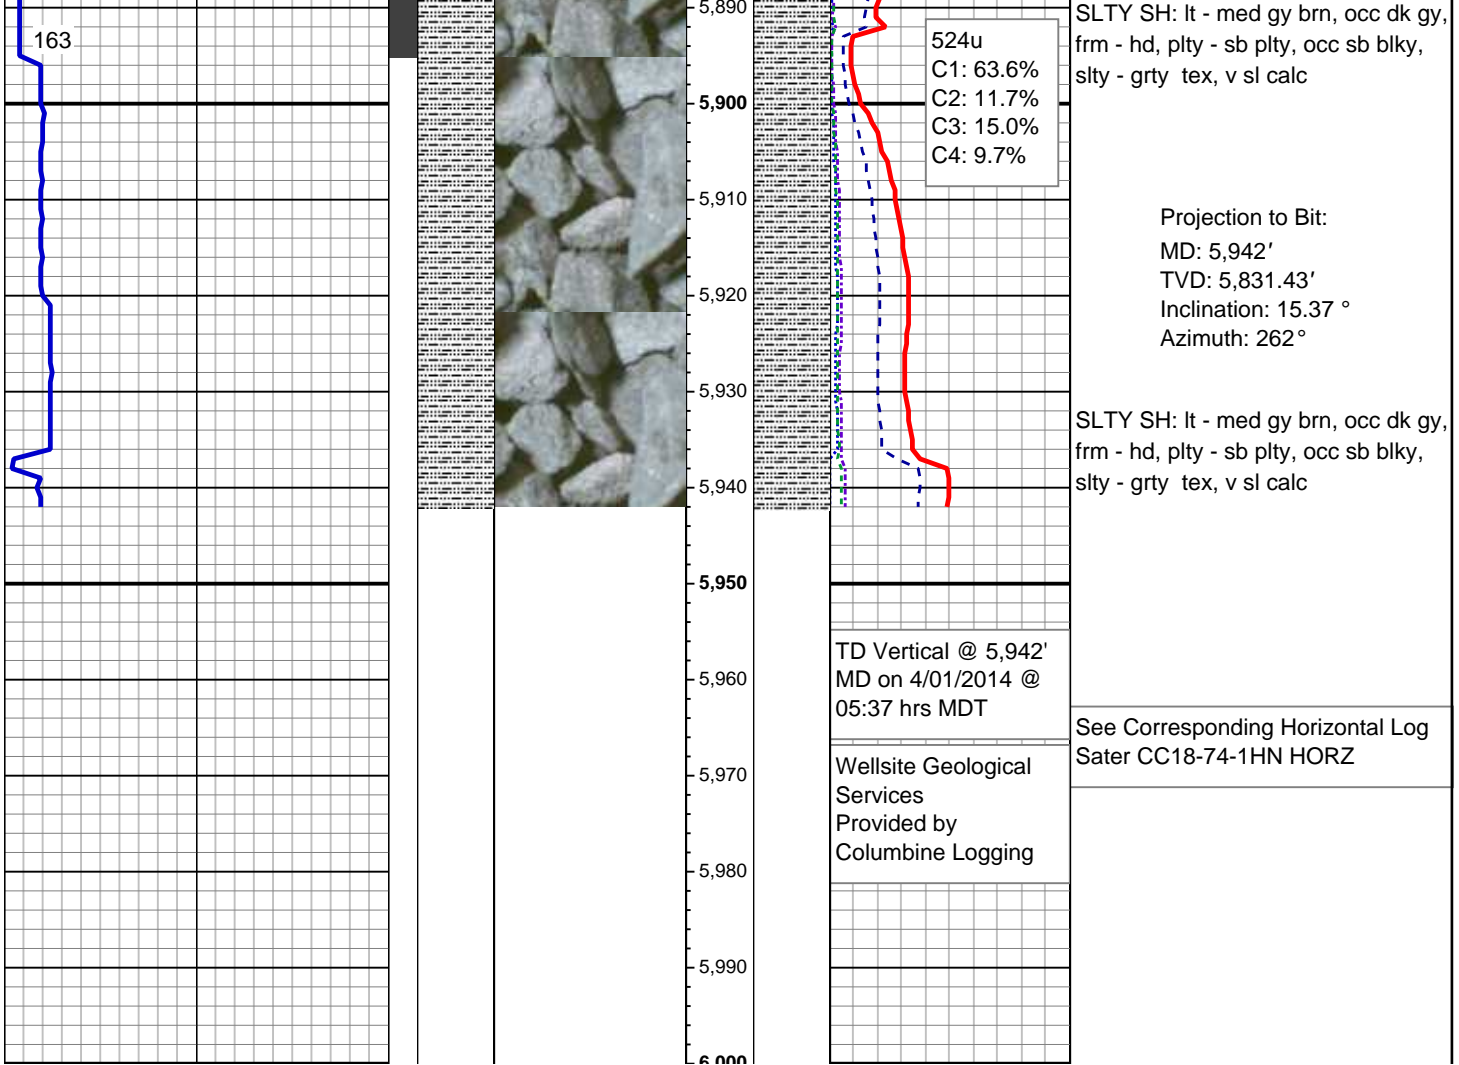 163
5,890
5,900
5,910
5,920
5,930
5,940
5,950
5,960
5,970
5,980
5,990
6,000
524u
C1: 63.6%
C2: 11.7%
C3: 15.0%
C4: 9.7%
TD Vertical @ 5,942'
MD on 4/01/2014 @
05:37 hrs MDT
Wellsite Geological
Services
Provided by
Columbine Logging
SLTY SH: lt - med gy brn, occ dk gy,
frm - hd, plty - sb plty, occ sb blky,
slty - grty tex, v sl calc
Projection to Bit:
MD: 5,942′
TVD: 5,831.43′
Inclination: 15.37 °
Azimuth: 262°
SLTY SH: lt - med gy brn, occ dk gy,
frm - hd, plty - sb plty, occ sb blky,
slty - grty tex, v sl calc
See Corresponding Horizontal Log
Sater CC18-74-1HN HORZ